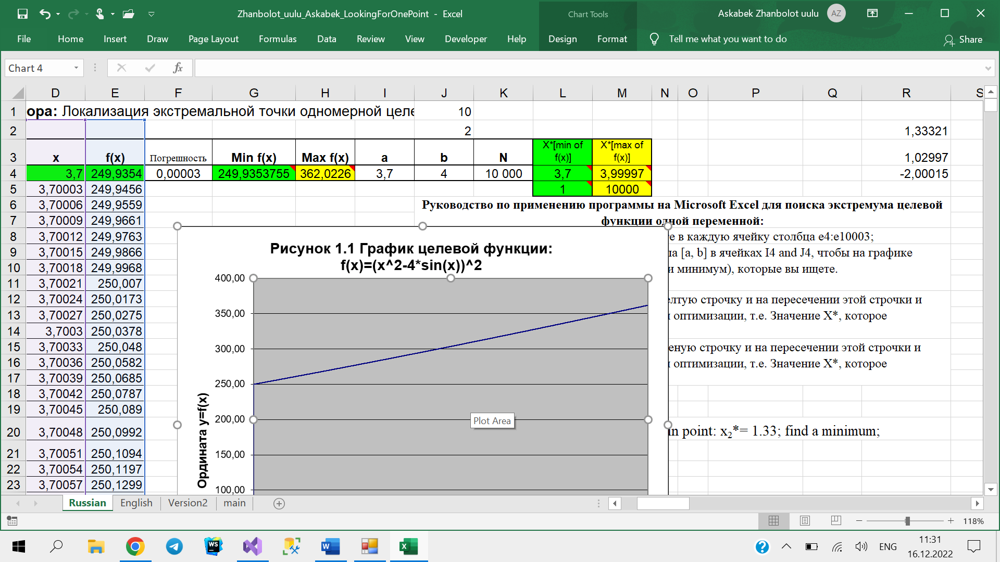 Zhanbolot_uulu_Askabek_LookingForOnePoint - Excel
Chart Tools
Askabek Zhanbolot uulu AZ
File Home Insert Draw Page Layout Formulas Data Review View Developer Help Design Format Tell me what you want to do Share
Chart 4 fx
D E F G H I J K L M N O P Q R S
1 ора: Локализация экстремальной точки одномерной целе 10
2 2 1,33321
3 x f(x) Погрешность Min f(x) Max f(x) a b N X*[min of f(x)] X*[max of f(x)] 1,02997
4 3,7 249,9354 0,00003 249,9353755 362,0226 3,7 4 10 000 3,7 3,99997 -2,00015
5 3,70003 249,9456 1 10000
6 3,70006 249,9559 Руководство по применению программы на Microsoft Excel для поиска экстремума целевой
7 3,70009 249,9661 функции одной переменной:
8 3,70012 249,9763 е в каждую ячейку столбца e4:e10003;
9 3,70015 249,9866 ла [a, b] в ячейках I4 and J4, чтобы на графике
10 3,70018 249,9968 и минимум), которые вы ищете.
11 3,70021 250,007
12 3,70024 250,0173 елтую строчку и на пересечении этой строчки и
13 3,70027 250,0275 оптимизации, т.е. Значение X*, которое
14 3,7003 250,0378
15 3,70033 250,048 еную строчку и на пересечении этой строчки и
16 3,70036 250,0582 оптимизации, т.е. Значение X*, которое
17 3,70039 250,0685
18 3,70042 250,0787
19 3,70045 250,089
20 3,70048 250,0992 in point: x₂*= 1.33; find a minimum;
21 3,70051 250,1094
22 3,70054 250,1197
23 3,70057 250,1299
Рисунок 1.1 График целевой функции:
f(x)=(x^2-4*sin(x))^2
400,00
350,00
300,00
250,00
200,00
150,00
100,00
Ордината y=f(x)
Plot Area
Russian English Version2 main
118%
WS W X ENG
11:31
16.12.2022